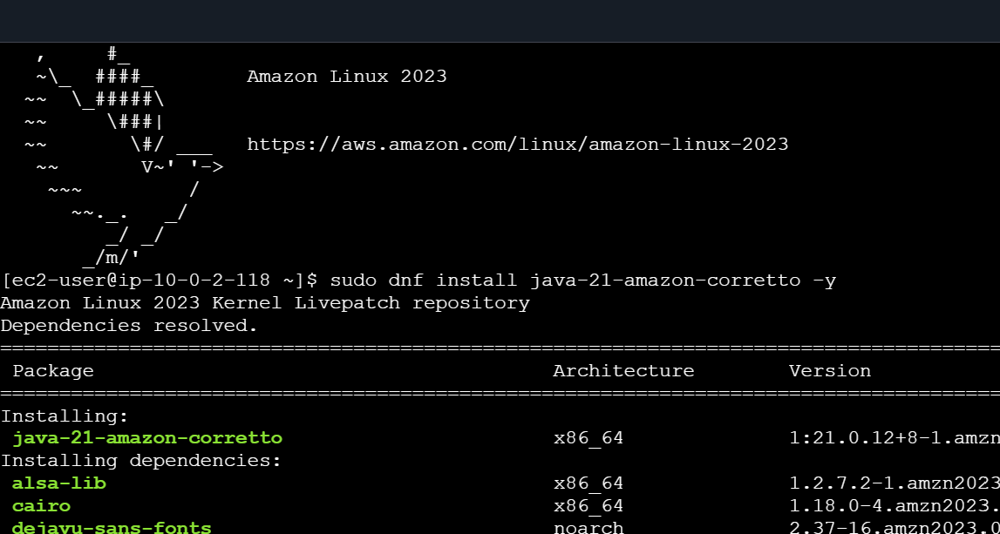 ,     #_
~\_  ####_        Amazon Linux 2023
~~  \_#####\
~~     \###|
~~       \#/ ___   https://aws.amazon.com/linux/amazon-linux-2023
~~       V~' '->
~~~         /
~~._.   _/
_/ _/
_/m/'
[ec2-user@ip-10-0-2-118 ~]$ sudo dnf install java-21-amazon-corretto -y
Amazon Linux 2023 Kernel Livepatch repository
Dependencies resolved.
=====================================================================================
Package Architecture Version
=====================================================================================
Installing:
java-21-amazon-corretto x86_64 1:21.0.12+8-1.amzn
Installing dependencies:
alsa-lib x86_64 1.2.7.2-1.amzn2023
cairo x86_64 1.18.0-4.amzn2023.
dejavu-sans-fonts noarch 2.37-16.amzn2023.0